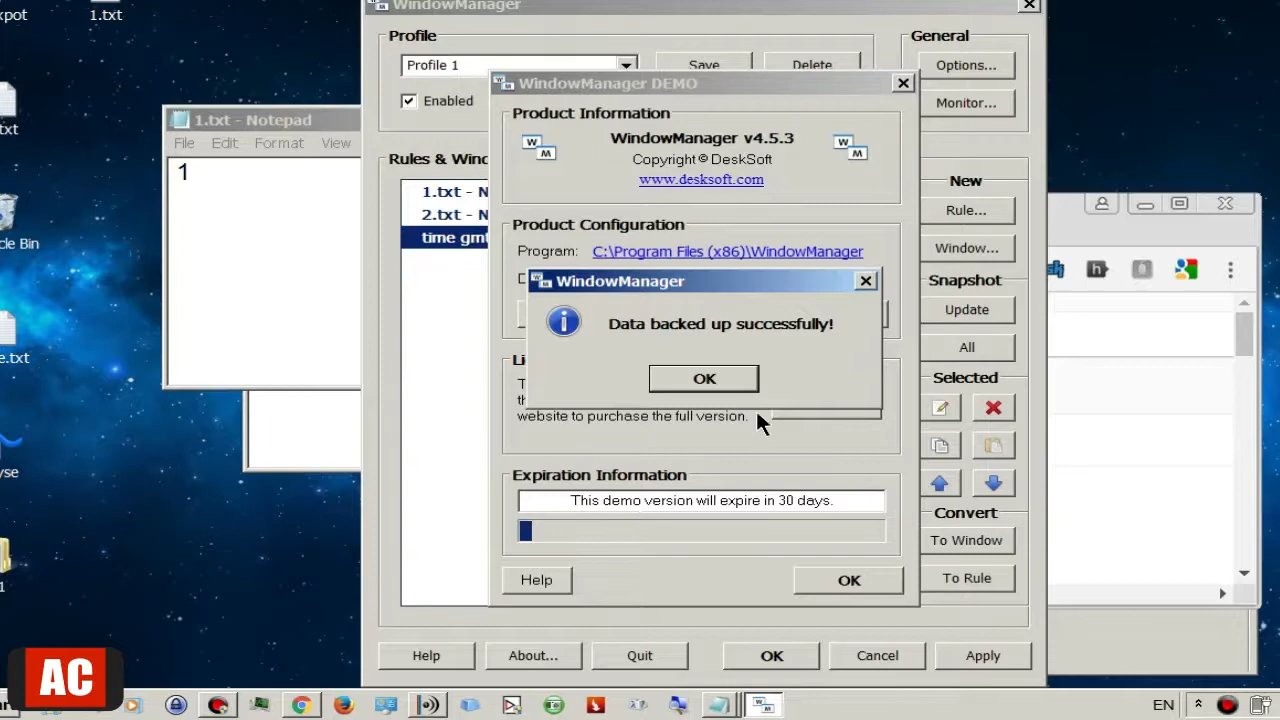 xpot
1.txt
WindowManager
Profile
General
Profile 1
Save
Delete
Options...
Enabled
Monitor...
WindowManager DEMO
Product Information
WindowManager v4.5.3
Copyright © DeskSoft
www.desksoft.com
1.txt - Notepad
File Edit Format View
1
txt
Rules & Wind
1.txt - N
2.txt - N
time gmt
New
Rule...
Window...
Product Configuration
Program: C:\Program Files (x86)\WindowManager
cle Bin
Snapshot
Update
All
WindowManager
Data backed up successfully!
OK
e.txt
Selected
website to purchase the full version.
yse
Expiration Information
This demo version will expire in 30 days.
Convert
To Window
To Rule
1
Help
OK
Help
About...
Quit
OK
Cancel
Apply
AC
EN